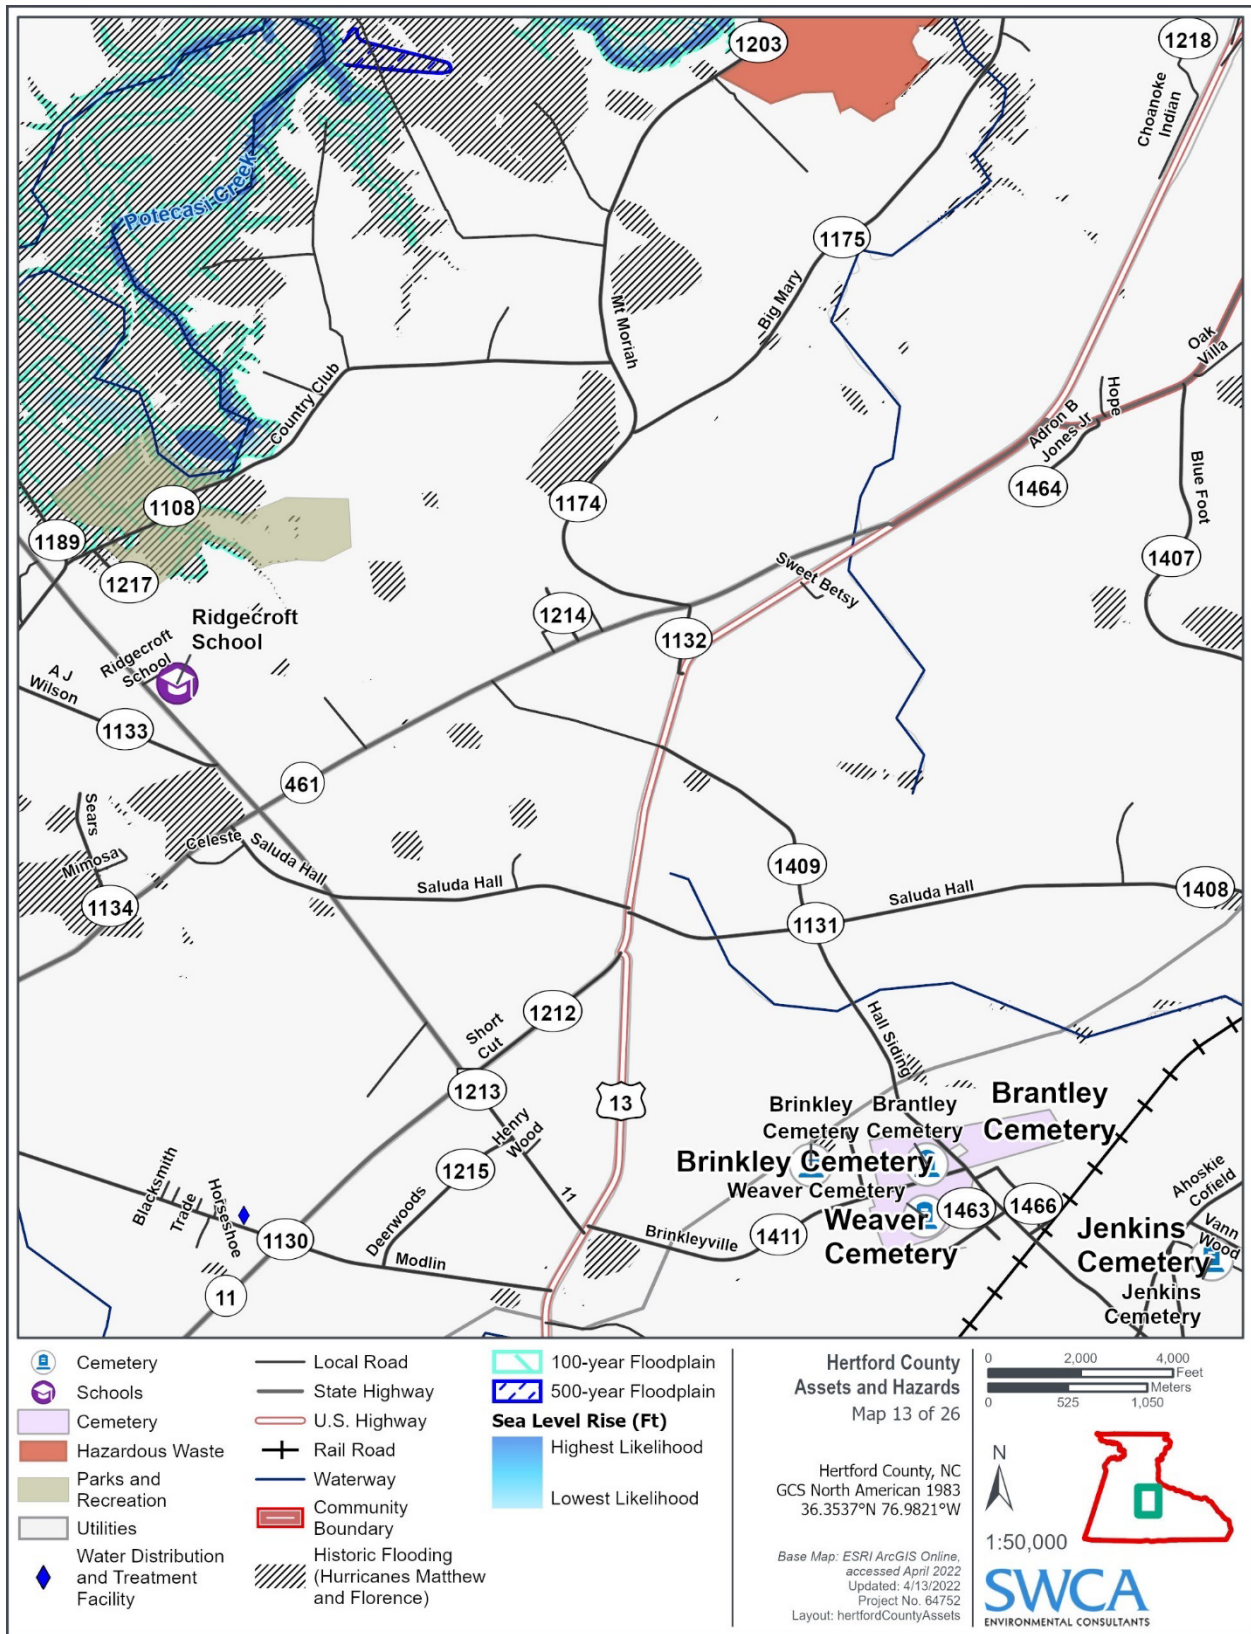 1203
1218
Choanoke
Indian
Potecasi Creek
1175
Big Mary
Mt Moriah
Oak
Villa
Hope
Country Club
Adron B
Jones Jr
1464
Blue Foot
1174
1108
1189
1217
1407
Sweet Betsy
1214
1132
Ridgecroft
School
Ridgecroft
School
A J
Wilson
1133
461
Sears
Celeste
Mimosa
Saluda Hall
Saluda Hall
1409
Saluda Hall
1408
1134
1131
1212
Short
Cut
Hall Siding
1213
13
Henry
Wood
Brinkley
Cemetery
Brantley
Cemetery
Brantley
Cemetery
Brinkley Cemetery
Weaver Cemetery
1215
11
Blacksmith
Trade
Horseshoe
Deerwoods
Weaver
Cemetery
1463
1466
Ahoskie
Cofield
Vann
Wood
1130
Modlin
Brinkleyville
1411
Jenkins
Cemetery
Jenkins
Cemetery
11
Cemetery
Schools
Cemetery
Hazardous Waste
Parks and
Recreation
Utilities
Water Distribution
and Treatment
Facility
Local Road
State Highway
U.S. Highway
Rail Road
Waterway
Community
Boundary
Historic Flooding
(Hurricanes Matthew
and Florence)
100-year Floodplain
500-year Floodplain
Sea Level Rise (Ft)
Highest Likelihood
Lowest Likelihood
Hertford County
Assets and Hazards
Map 13 of 26
Hertford County, NC
GCS North American 1983
36.3537°N 76.9821°W
Base Map: ESRI ArcGIS Online,
accessed April 2022
Updated: 4/13/2022
Project No. 64752
Layout: hertfordCountyAssets
0 2,000 4,000
Feet
Meters
0 525 1,050
N
1:50,000
SWCA
ENVIRONMENTAL CONSULTANTS